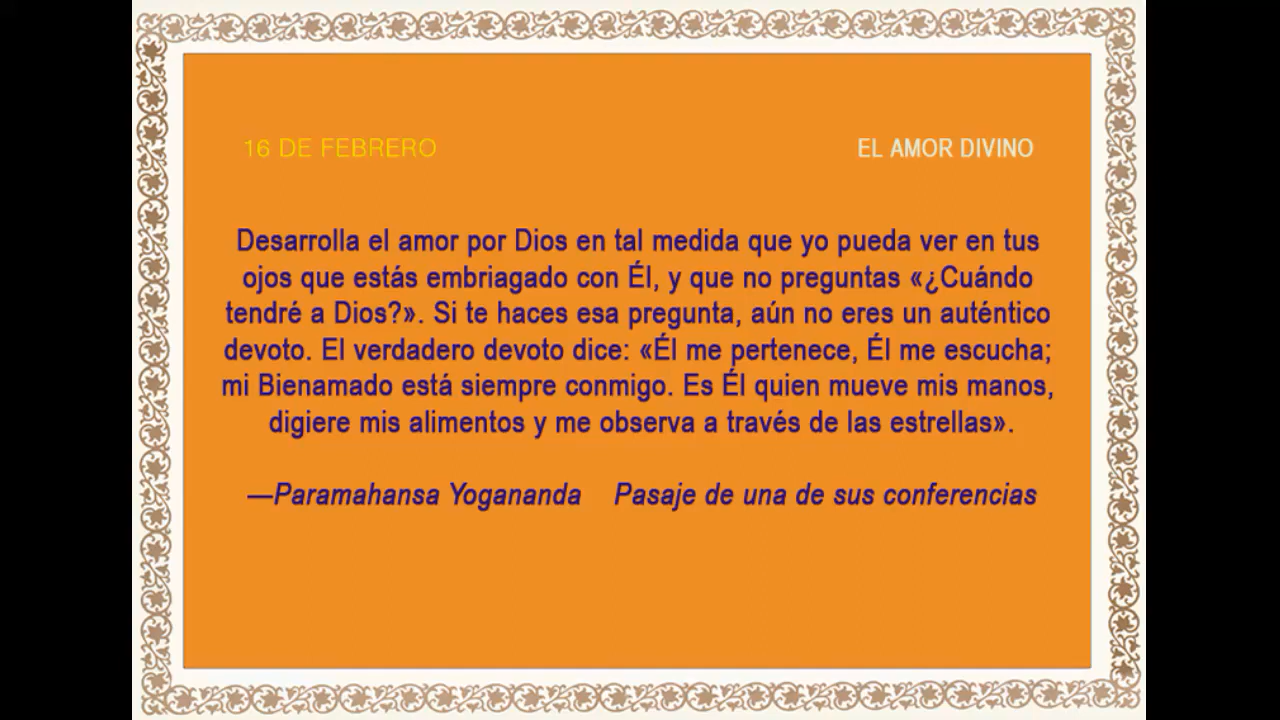 16 DE FEBRERO EL AMOR DIVINO
Desarrolla el amor por Dios en tal medida que yo pueda ver en tus
ojos que estás embriagado con Él, y que no preguntas «¿Cuándo
tendré a Dios?». Si te haces esa pregunta, aún no eres un auténtico
devoto. El verdadero devoto dice: «Él me pertenece, Él me escucha;
mi Bienamado está siempre conmigo. Es Él quien mueve mis manos,
digiere mis alimentos y me observa a través de las estrellas».
—Paramahansa Yogananda Pasaje de una de sus conferencias